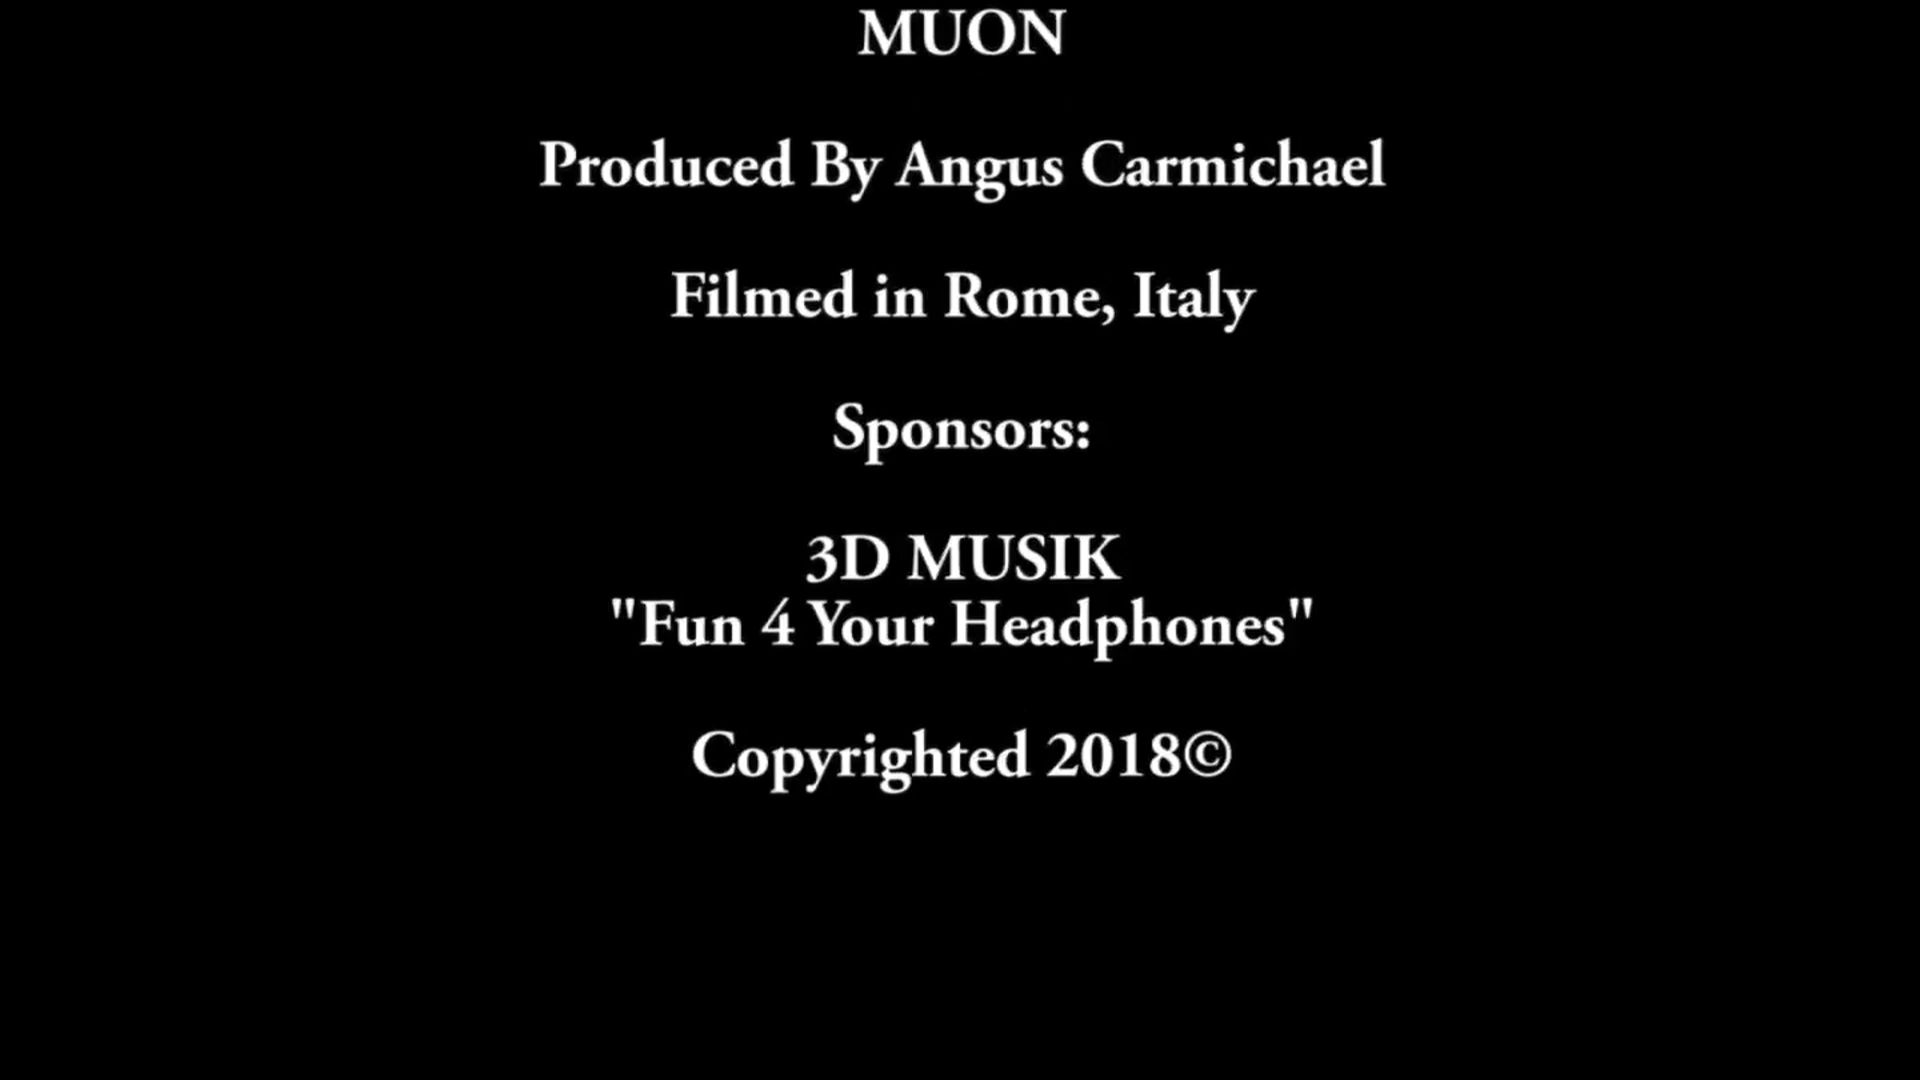 MUON
Produced By Angus Carmichael
Filmed in Rome, Italy
Sponsors:
3D MUSIK
"Fun 4 Your Headphones"
Copyrighted 2018©